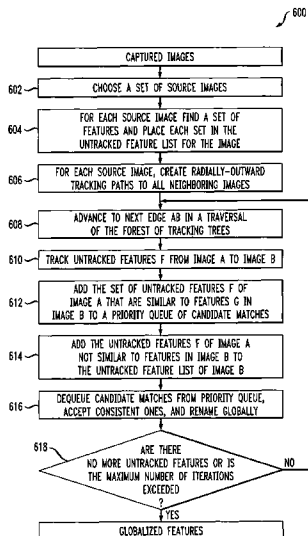 600
CAPTURED IMAGES
602
CHOOSE A SET OF SOURCE IMAGES
604
FOR EACH SOURCE IMAGE FIND A SET OF
FEATURES AND PLACE EACH SET IN THE
UNTRACKED FEATURE LIST FOR THE IMAGE
606
FOR EACH SOURCE IMAGE, CREATE RADIALLY-OUTWARD
TRACKING PATHS TO ALL NEIGHBORING IMAGES
608
ADVANCE TO NEXT EDGE AB IN A TRAVERSAL
OF THE FOREST OF TRACKING TREES
610
TRACK UNTRACKED FEATURES F FROM IMAGE A TO IMAGE B
612
ADD THE SET OF UNTRACKED FEATURES F OF
IMAGE A THAT ARE SIMILAR TO FEATURES G IN
IMAGE B TO A PRIORITY QUEUE OF CANDIDATE MATCHES
614
ADD THE UNTRACKED FEATURES F OF IMAGE A
NOT SIMILAR TO FEATURES IN IMAGE B TO
THE UNTRACKED FEATURE LIST OF IMAGE B
616
DEQUEUE CANDIDATE MATCHES FROM PRIORITY QUEUE,
ACCEPT CONSISTENT ONES, AND RENAME GLOBALLY
618
ARE THERE
NO MORE UNTRACKED FEATURES OR IS
THE MAXIMUM NUMBER OF ITERATIONS
EXCEEDED
?
NO
YES
GLOBALIZED FEATURES